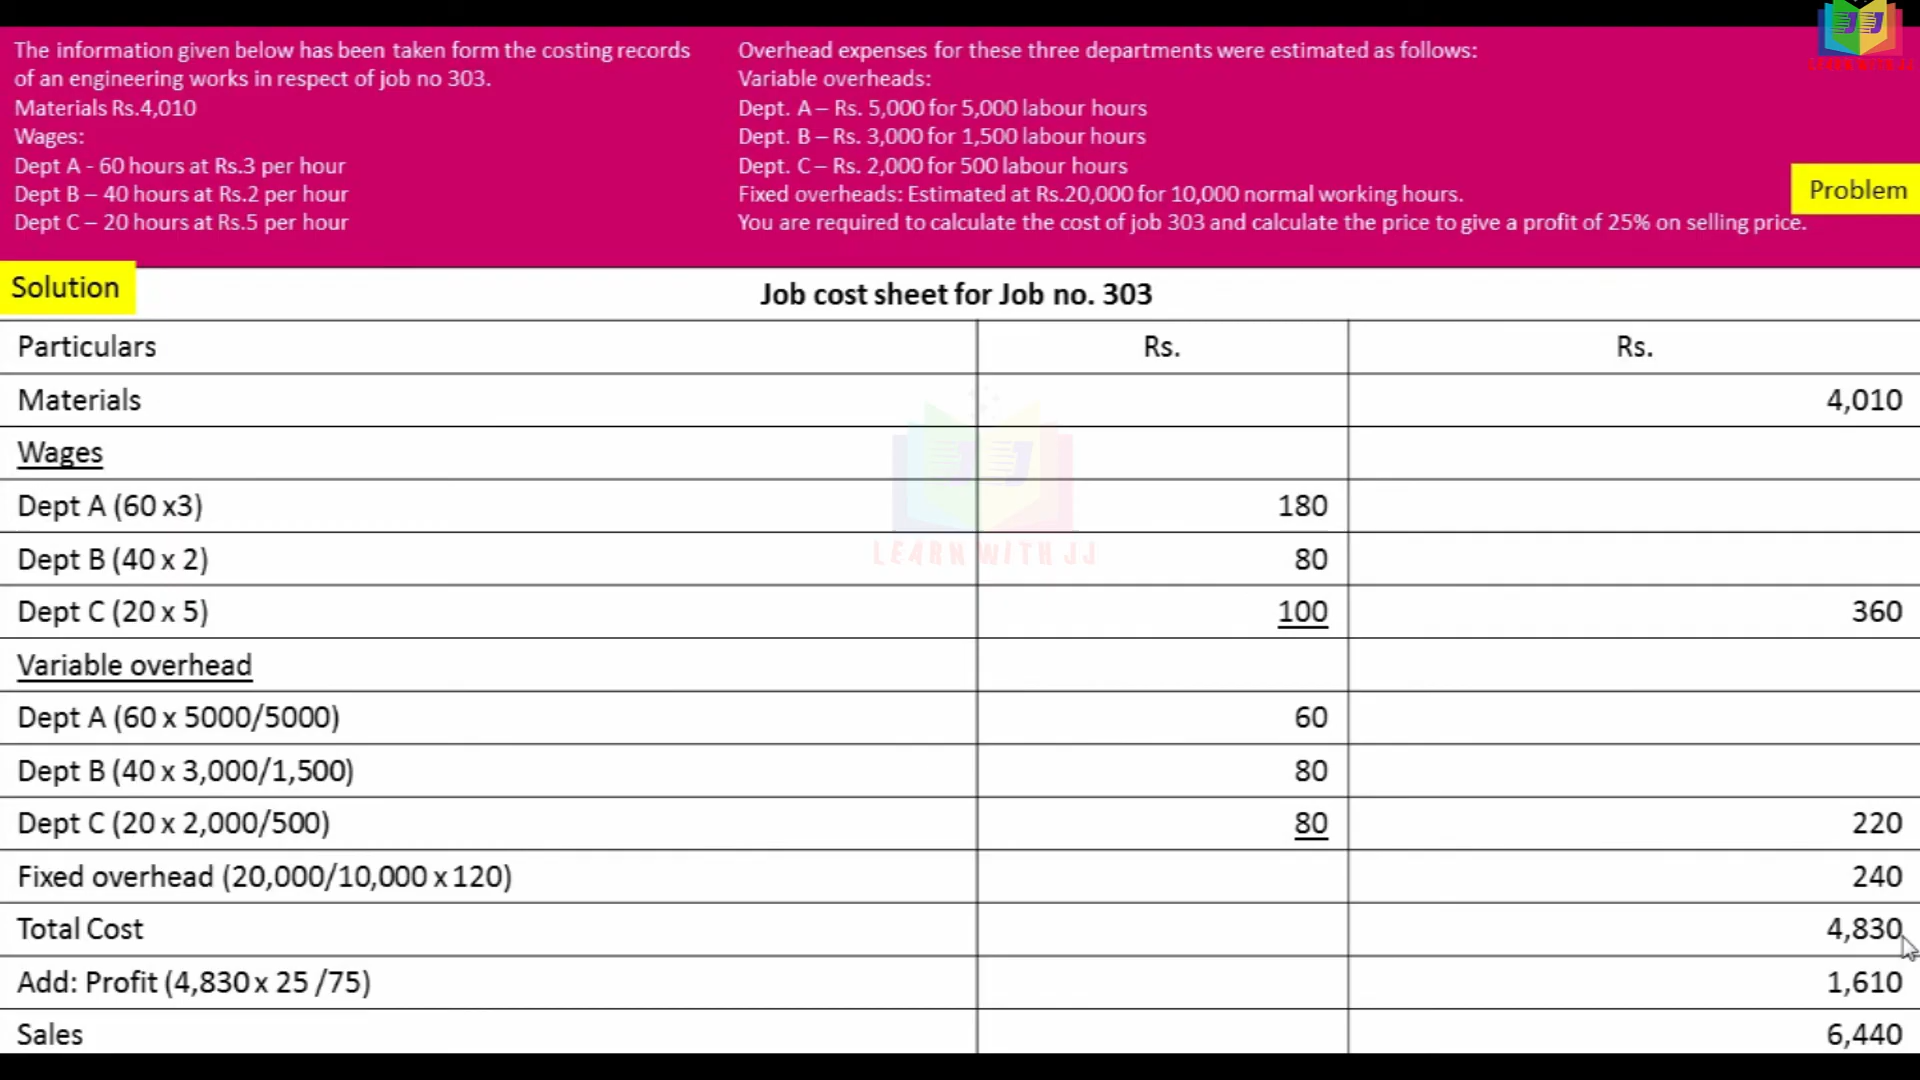 The information given below has been taken form the costing records
of an engineering works in respect of job no 303.
Materials Rs.4,010
Wages:
Dept A - 60 hours at Rs.3 per hour
Dept B – 40 hours at Rs.2 per hour
Dept C – 20 hours at Rs.5 per hour
Overhead expenses for these three departments were estimated as follows:
Variable overheads:
Dept. A – Rs. 5,000 for 5,000 labour hours
Dept. B – Rs. 3,000 for 1,500 labour hours
Dept. C – Rs. 2,000 for 500 labour hours
Fixed overheads: Estimated at Rs.20,000 for 10,000 normal working hours.
You are required to calculate the cost of job 303 and calculate the price to give a profit of 25% on selling price.
JJ
LEARN WITH JJ
Problem
Solution
Job cost sheet for Job no. 303
Particulars Rs. Rs.
Materials 4,010
Wages
Dept A (60 x3) 180
Dept B (40 x 2) 80
Dept C (20 x 5) 100 360
JJ
LEARN WITH JJ
Variable overhead
Dept A (60 x 5000/5000) 60
Dept B (40 x 3,000/1,500) 80
Dept C (20 x 2,000/500) 80 220
Fixed overhead (20,000/10,000 x 120) 240
Total Cost 4,830
Add: Profit (4,830 x 25 /75) 1,610
Sales 6,440